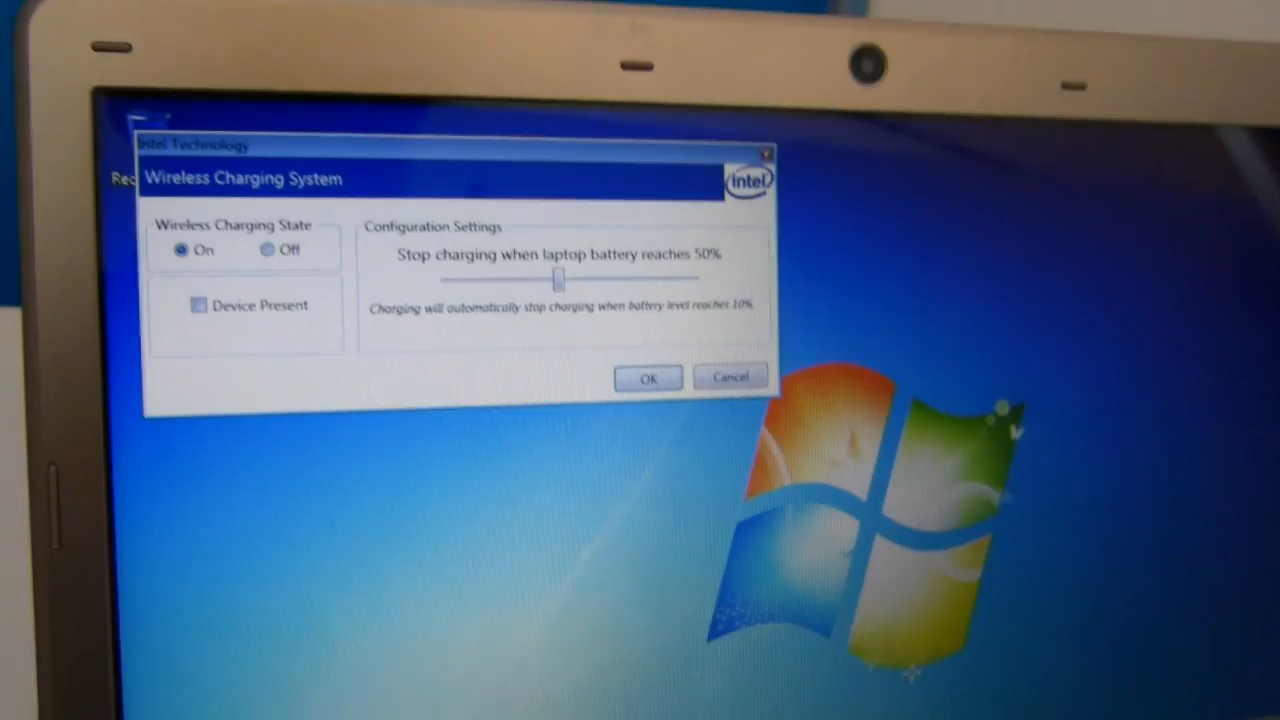 Intel Technology
Rec
Wireless Charging System
intel
Wireless Charging State
On
Off
Device Present
Configuration Settings
Stop charging when laptop battery reaches 50%
Charging will automatically stop charging when battery level reaches 10%
OK
Cancel